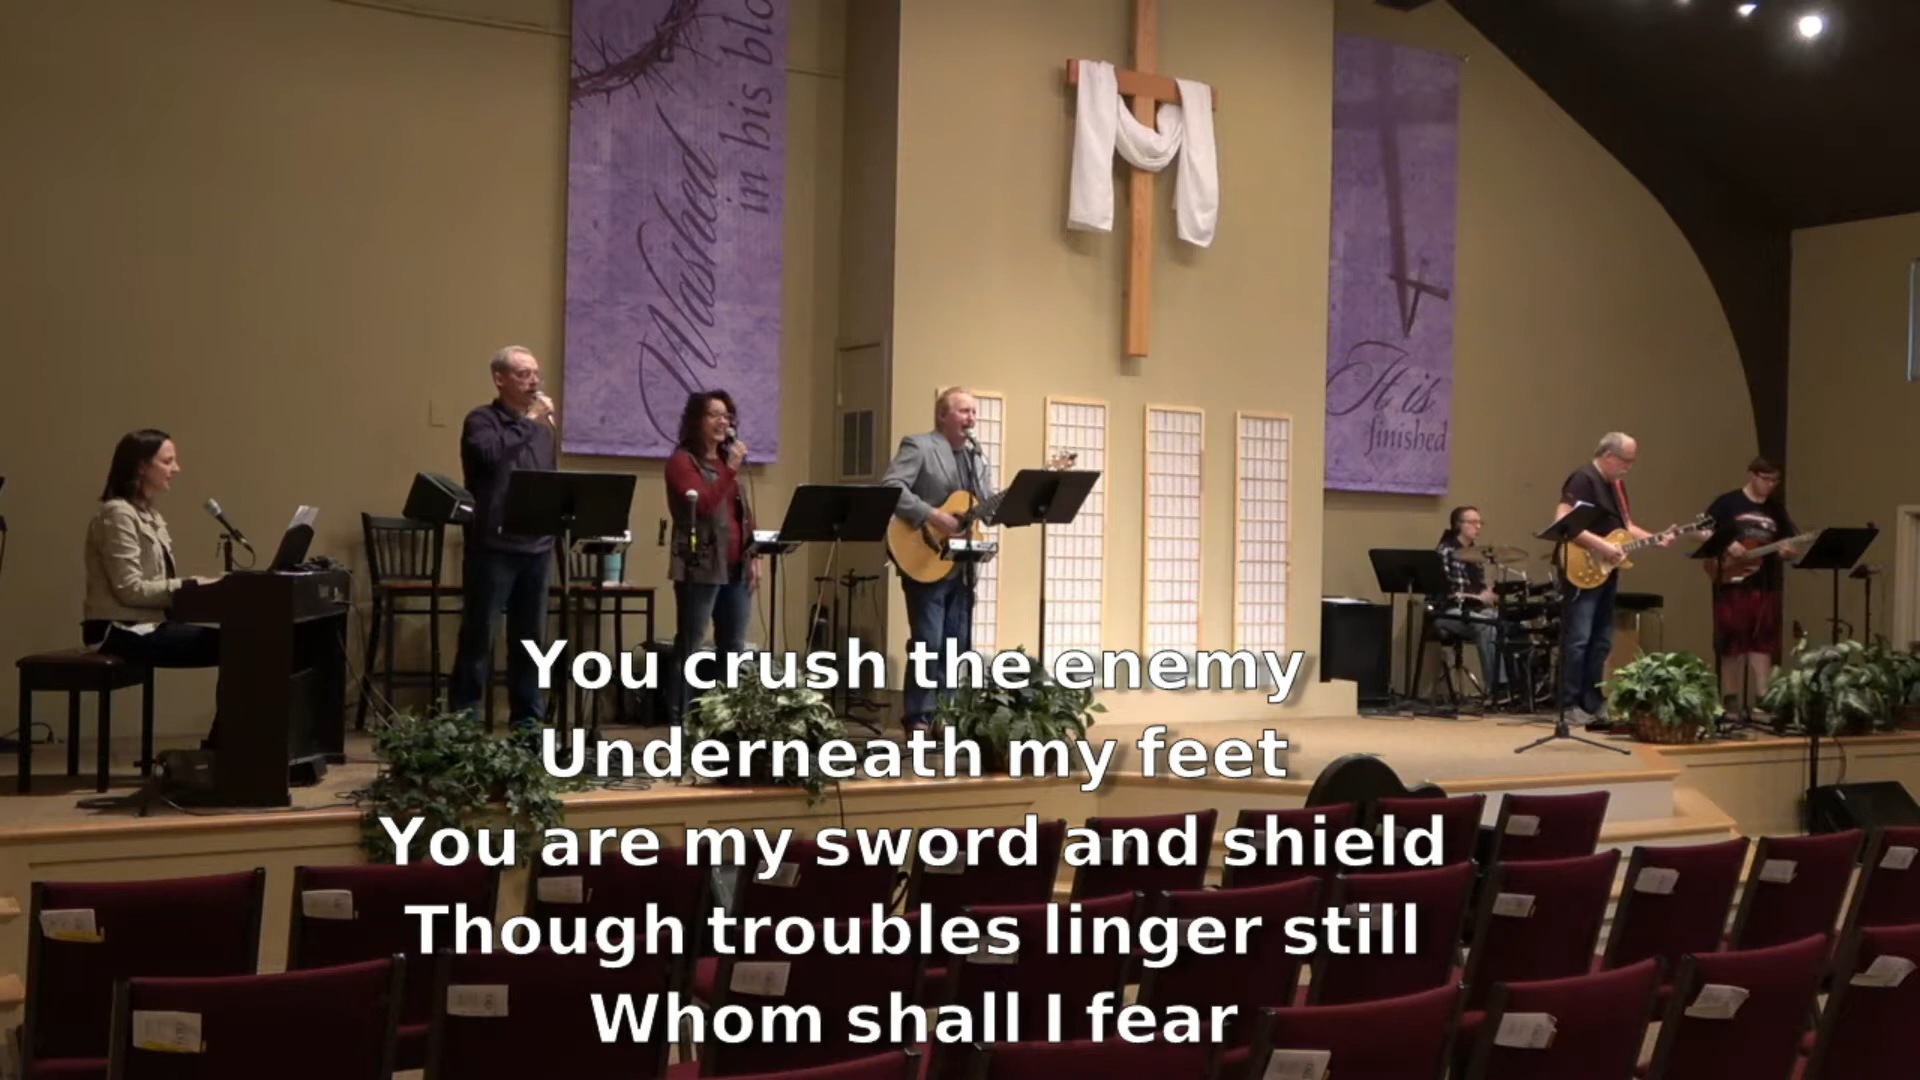 Washed
in his blo
It is
finished
You crush the enemy
Underneath my feet
You are my sword and shield
Though troubles linger still
Whom shall I fear